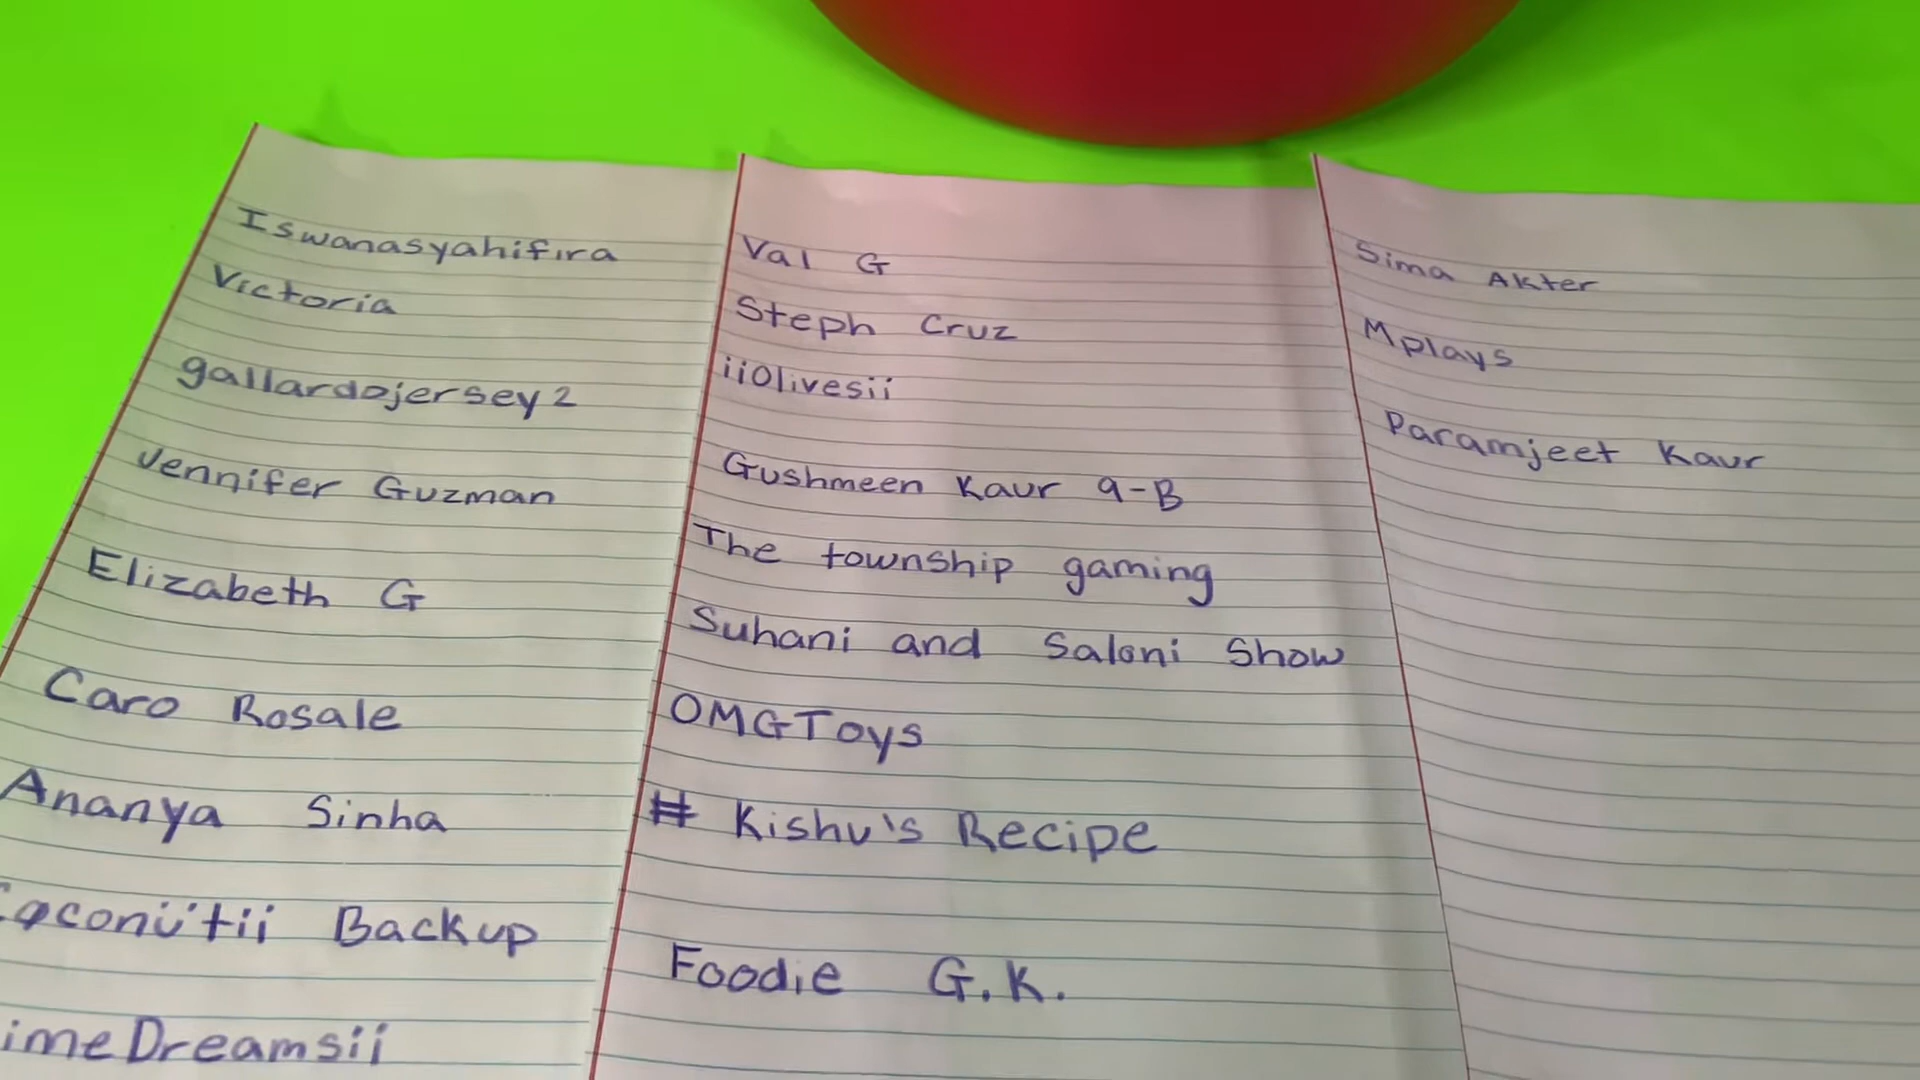 Iswanasyahifira
Victoria
gallardojersey2
Jennifer Guzman
Elizabeth G
Caro Rosale
Ananya Sinha
Backup
imeDreamsii
Val G
Steph Cruz
iiOlivesii
Gushmeen Kaur 9-B
The township gaming
Suhani and Saloni Show
OMGToys
# Kishu's Recipe
Foodie G.K.
Sima Akter
Mplays
Paramjeet Kaur